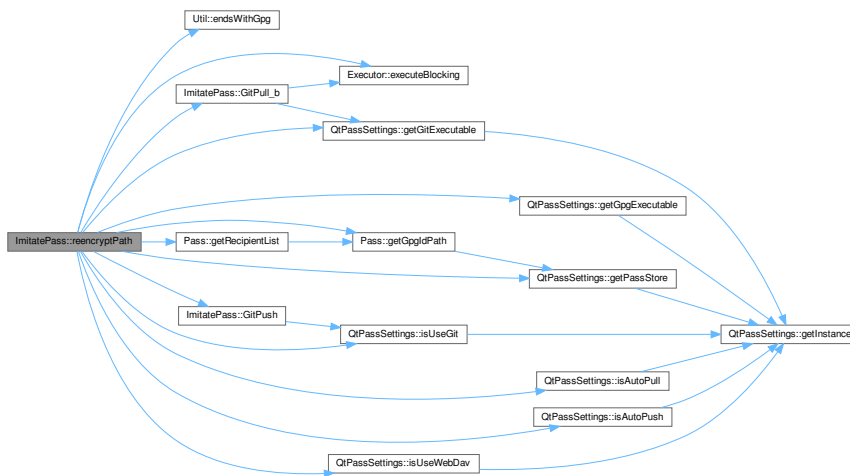 Util::endsWithGpg
Executor::executeBlocking
ImitatePass::GitPull_b
QtPassSettings::getGitExecutable
QtPassSettings::getGpgExecutable
ImitatePass::reencryptPath
Pass::getRecipientList
Pass::getGpgIdPath
QtPassSettings::getPassStore
ImitatePass::GitPush
QtPassSettings::isUseGit
QtPassSettings::getInstance
QtPassSettings::isAutoPull
QtPassSettings::isAutoPush
QtPassSettings::isUseWebDav